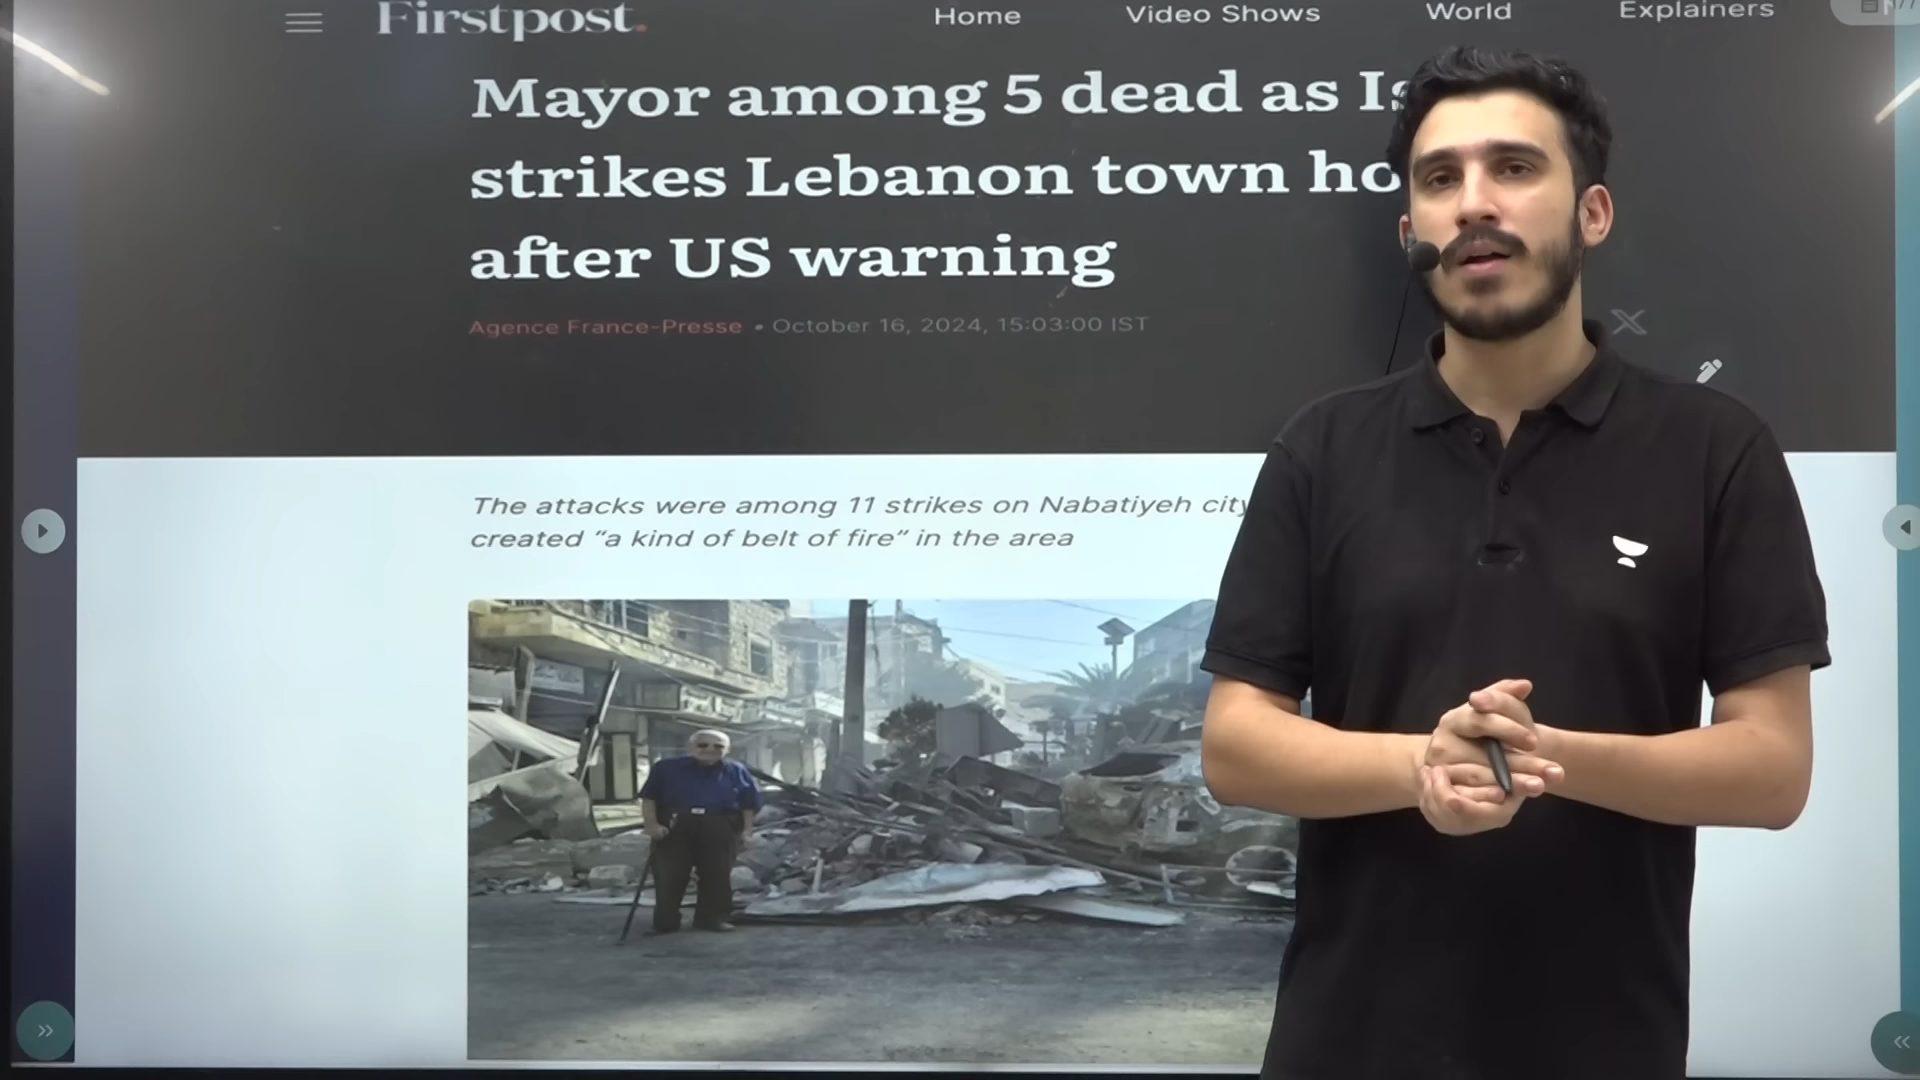 Firstpost.
Home Video Shows World Explainers
Mayor among 5 dead as
strikes Lebanon town
after US warning
Agence France-Presse • October 16, 2024, 15:03:00 IST
The attacks were among 11 strikes on Nabatiyeh city
created “a kind of belt of fire” in the area